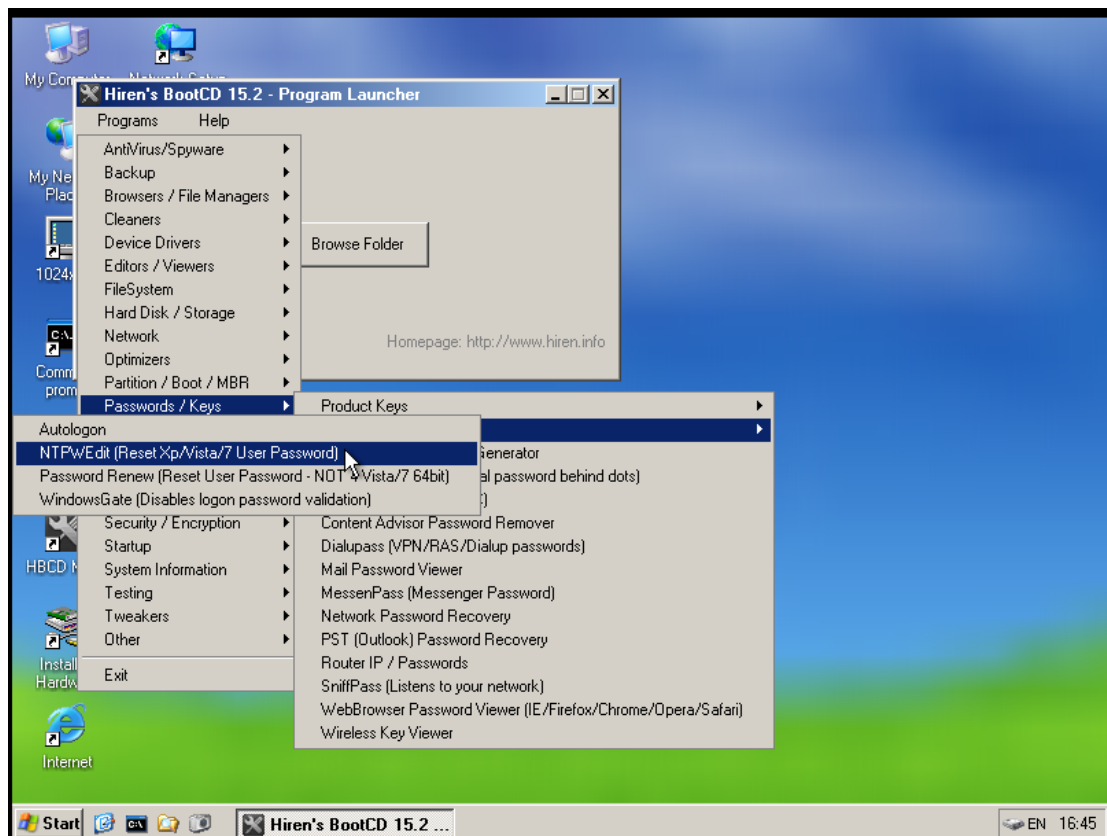 My Computer
Hiren's BootCD 15.2 - Program Launcher
Programs Help
AntiVirus/Spyware
Backup
Browsers / File Managers
Cleaners
Device Drivers
Editors / Viewers
FileSystem
Hard Disk / Storage
Network
Optimizers
Partition / Boot / MBR
Passwords / Keys
Browse Folder
Homepage: http://www.hiren.info
My Ne
Plac
1024x
C:\.
Comm
prom
Product Keys
Autologon
NTPWEdit (Reset Xp/Vista/7 User Password)
Password Renew (Reset User Password - NOT 4 Vista/7 64bit)
WindowsGate (Disables logon password validation)
Generator
al password behind dots)
Content Advisor Password Remover
Dialupass (VPN/RAS/Dialup passwords)
Mail Password Viewer
MessenPass (Messenger Password)
Network Password Recovery
PST (Outlook) Password Recovery
Router IP / Passwords
SniffPass (Listens to your network)
WebBrowser Password Viewer (IE/Firefox/Chrome/Opera/Safari)
Wireless Key Viewer
Security / Encryption
Startup
System Information
Testing
Tweakers
Other
Exit
HBCD M
Install
Hardw
Internet
Start
Hiren's BootCD 15.2 ...
EN 16:45